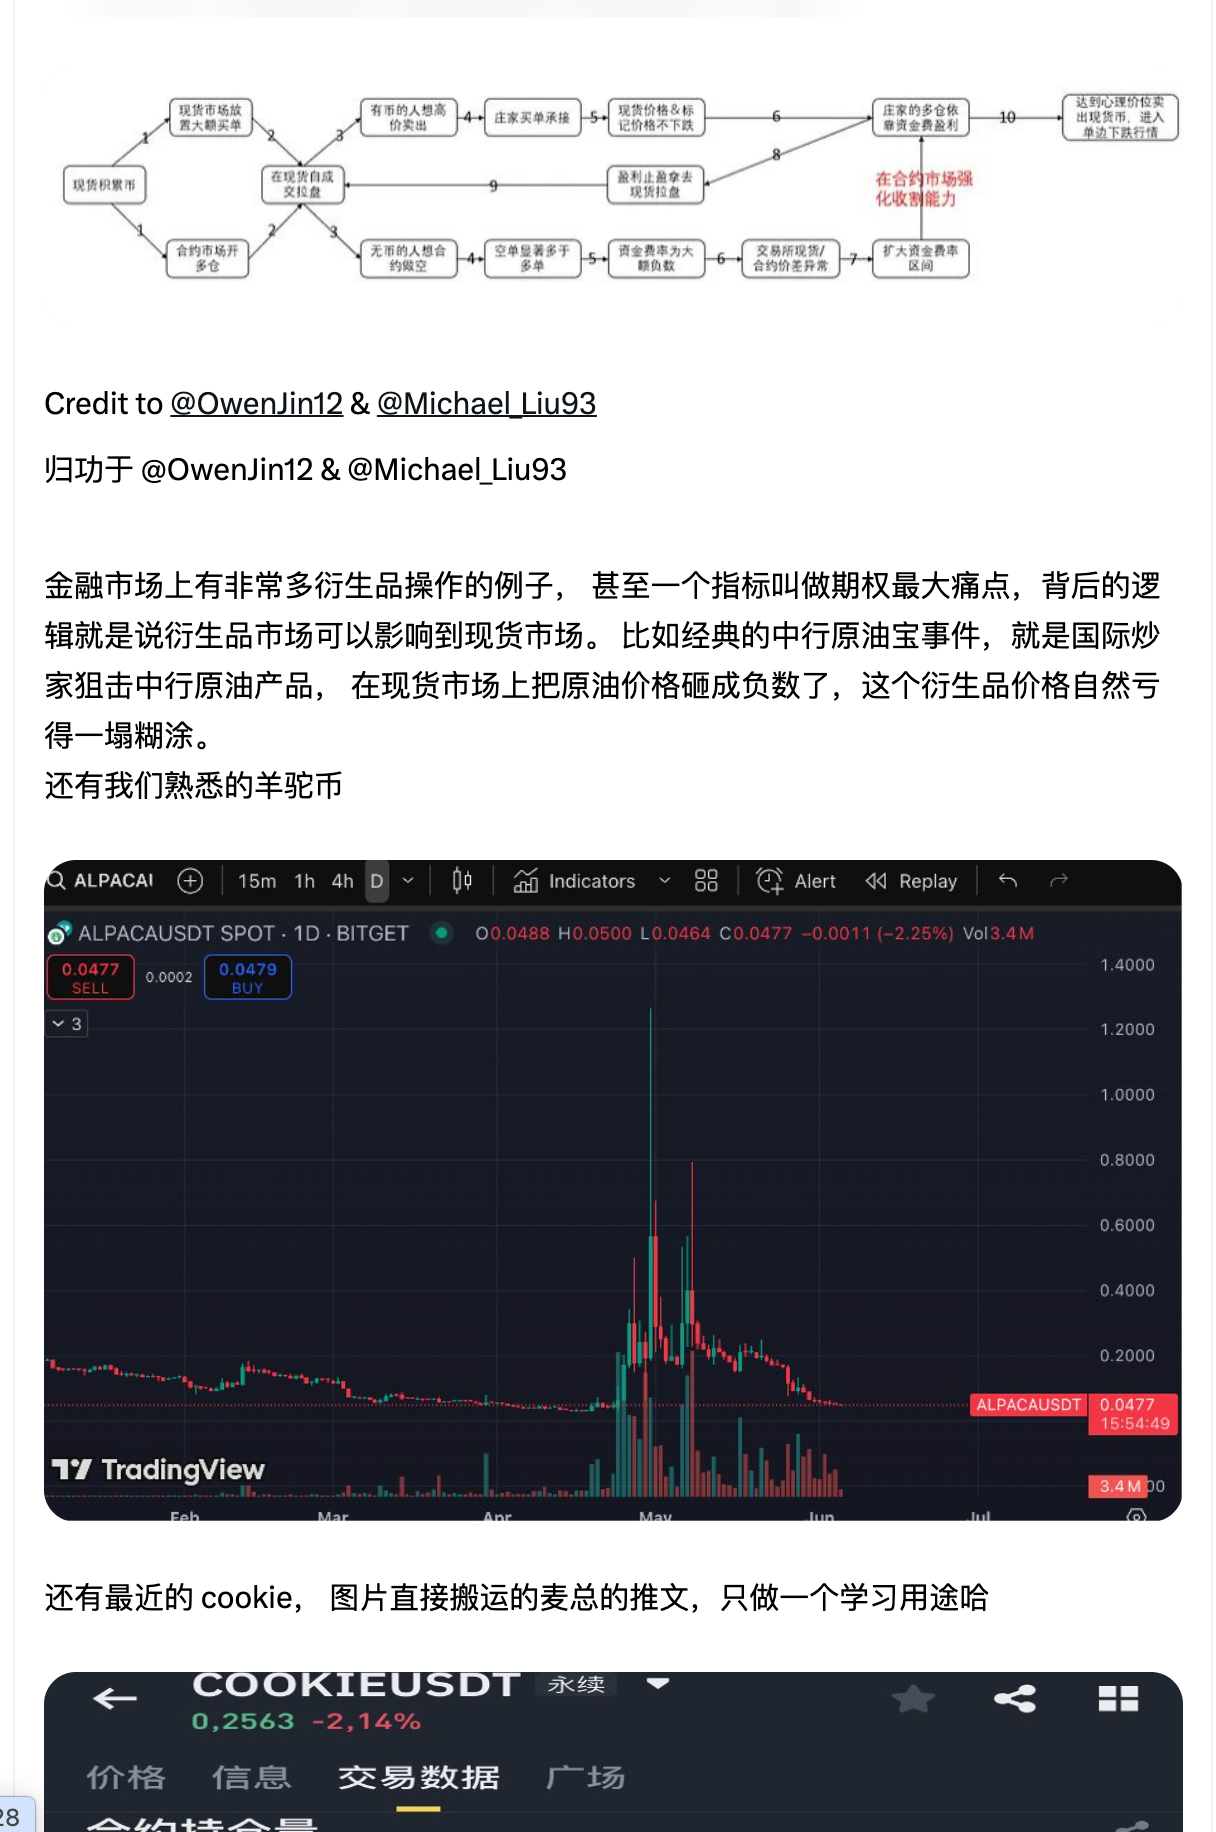 现货市场放
置大额买单
有币的人想高
价卖出
庄家买单承接
现货价格&标
记价格不下跌
庄家的多仓依
靠资金费盈利
达到心理价位卖
出现货币，进入
单边下跌行情
1
2
3
4
5
6
10
8
现货积累币
在现货自成
交拉盘
9
盈利止盈拿去
现货拉盘
在合约市场强
化收割能力
1
2
3
合约市场开
多仓
无币的人想合
约做空
4
空单显著多于
多单
5
资金费率为大
额负数
6
交易所现货/
合约价差异常
7
扩大资金费率
区间
Credit to @OwenJin12 & @Michael_Liu93
归功于 @OwenJin12 & @Michael_Liu93
金融市场上有非常多衍生品操作的例子， 甚至一个指标叫做期权最大痛点，背后的逻
辑就是说衍生品市场可以影响到现货市场。 比如经典的中行原油宝事件，就是国际炒
家狙击中行原油产品， 在现货市场上把原油价格砸成负数了，这个衍生品价格自然亏
得一塌糊涂。
还有我们熟悉的羊驼币
ALPACAI 15m 1h 4h D Indicators Alert Replay
ALPACAUSDT SPOT · 1D · BITGET O0.0488 H0.0500 L0.0464 C0.0477 −0.0011 (−2.25%) Vol3.4M
0.0477
SELL
0.0002
0.0479
BUY
3
1.4000
1.2000
1.0000
0.8000
0.6000
0.4000
0.2000
ALPACAUSDT
0.0477
15:54:49
TradingView
3.4M 00
Feb Mar Apr May Jun Jul
还有最近的 cookie， 图片直接搬运的麦总的推文，只做一个学习用途哈
COOKIEUSDT 永续
0,2563 -2,14%
价格 信息 交易数据 广场
合约持仓量
28